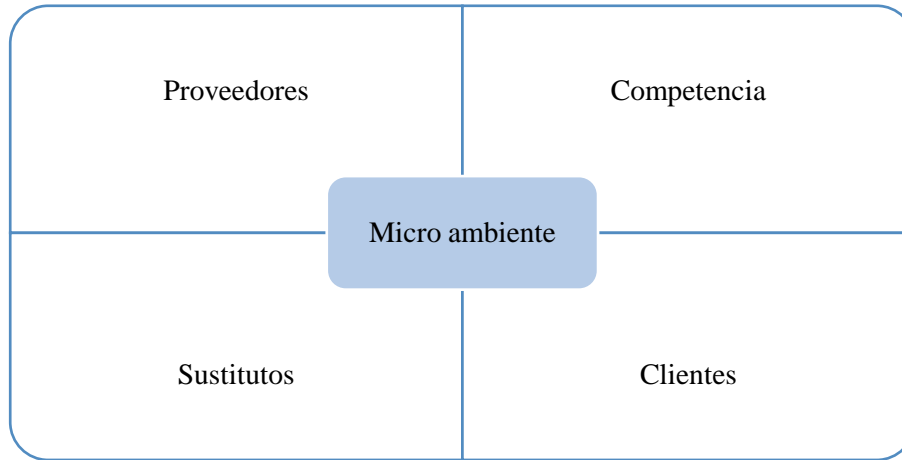 Proveedores
Competencia
Micro ambiente
Sustitutos
Clientes